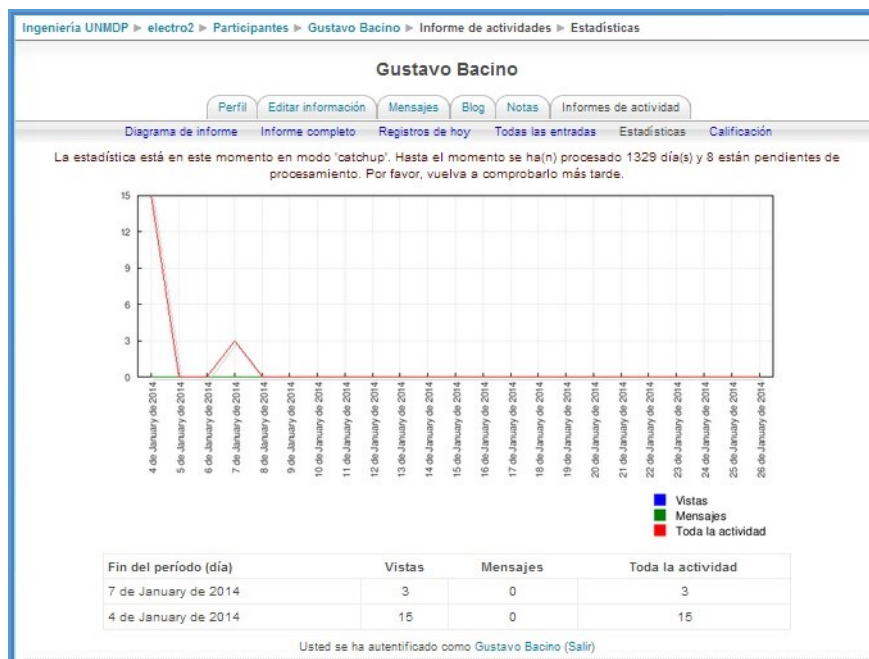 Ingeniería UNMDP ► electro2 ► Participantes ► Gustavo Bacino ► Informe de actividades ► Estadísticas
Gustavo Bacino
Perfil Editar información Mensajes Blog Notas Informes de actividad
Diagrama de informe Informe completo Registros de hoy Todas las entradas Estadísticas Calificación
La estadística está en este momento en modo 'catchup'. Hasta el momento se ha(n) procesado 1329 día(s) y 8 están pendientes de
procesamiento. Por favor, vuelva a comprobarlo más tarde.
15
12
9
6
3
0
4 de January de 2014
5 de January de 2014
6 de January de 2014
7 de January de 2014
8 de January de 2014
9 de January de 2014
10 de January de 2014
11 de January de 2014
12 de January de 2014
13 de January de 2014
14 de January de 2014
15 de January de 2014
16 de January de 2014
17 de January de 2014
18 de January de 2014
19 de January de 2014
20 de January de 2014
21 de January de 2014
22 de January de 2014
23 de January de 2014
24 de January de 2014
25 de January de 2014
26 de January de 2014
Vistas
Mensajes
Toda la actividad
Fin del período (día) Vistas Mensajes Toda la actividad
7 de January de 2014 3 0 3
4 de January de 2014 15 0 15
Usted se ha autentificado como Gustavo Bacino (Salir)